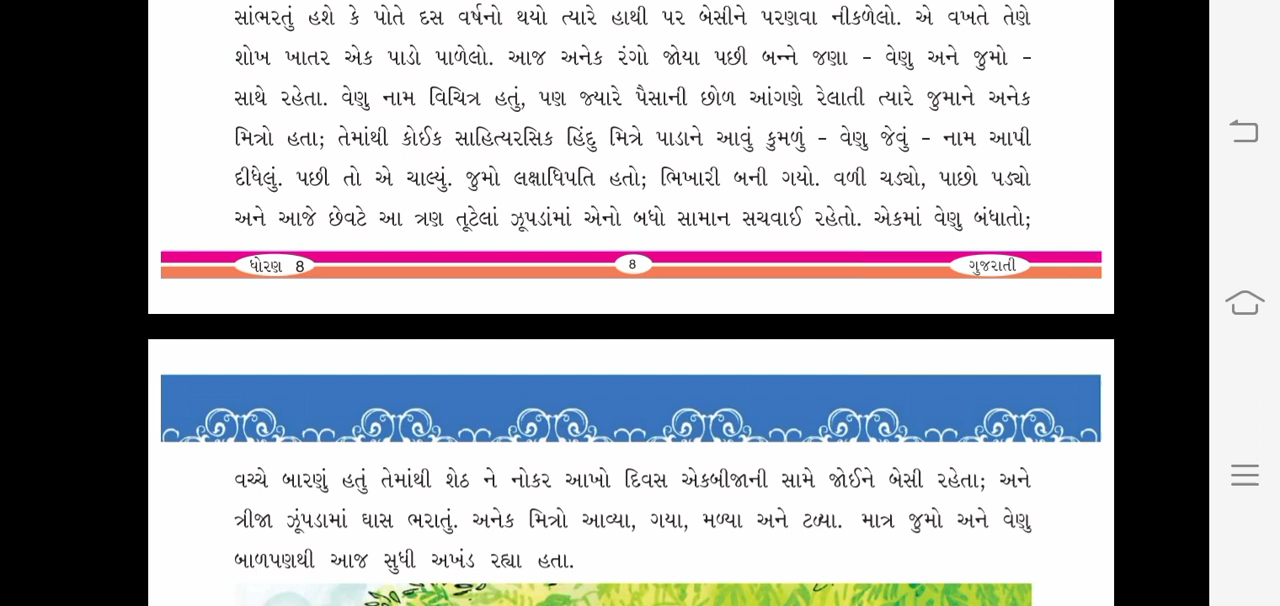 સાંભરતું હશે કે પોતે દસ વર્ષનો થયો ત્યારે હાથી પર બેસીને પરણવા નીકળેલો. એ વખતે તેણે
શોખ ખાતર એક પાડો પાળેલો. આજ અનેક રંગો જોયા પછી બન્ને જણા – વેણુ અને જુમો –
સાથે રહેતા. વેણુ નામ વિચિત્ર હતું, પણ જ્યારે પૈસાની છોળ આંગણે રેલાતી ત્યારે જુમાને અનેક
મિત્રો હતા; તેમાંથી કોઈક સાહિત્યરસિક હિંદુ મિત્રે પાડાને આવું કુમળું – વેણુ જેવું – નામ આપી
દીધેલું. પછી તો એ ચાલ્યું. જુમો લક્ષાધિપતિ હતો; ભિખારી બની ગયો. વળી ચડ્યો, પાછો પડ્યો
અને આજે છેવટે આ ત્રણ તૂટેલાં ઝૂપડાંમાં એનો બધો સામાન સચવાઈ રહેતો. એકમાં વેણુ બંધાતો;
ધોરણ 8 8 ગુજરાતી
વચ્ચે બારણું હતું તેમાંથી શેઠ ને નોકર આખો દિવસ એકબીજાની સામે જોઈને બેસી રહેતા; અને
ત્રીજા ઝૂંપડામાં ઘાસ ભરાતું. અનેક મિત્રો આવ્યા, ગયા, મળ્યા અને ટળ્યા. માત્ર જુમો અને વેણુ
બાળપણથી આજ સુધી અખંડ રહ્યા હતા.